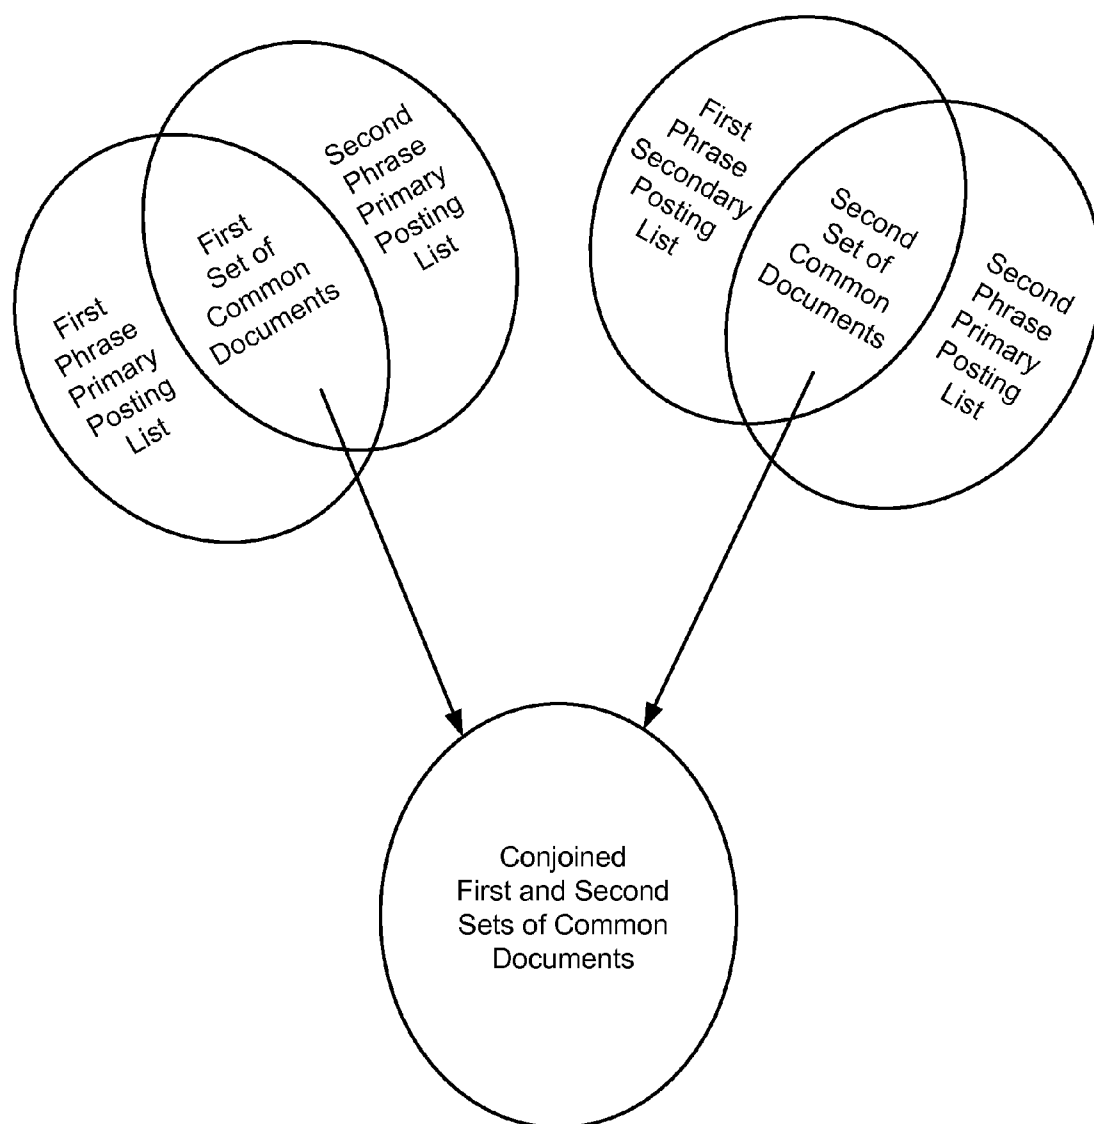 First
Phrase
Primary
Posting
List
First
Set of
Common
Documents
Second
Phrase
Primary
Posting
List
First
Phrase
Secondary
Posting
List
Second
Set of
Common
Documents
Second
Phrase
Primary
Posting
List
Conjoined
First and Second
Sets of Common
Documents